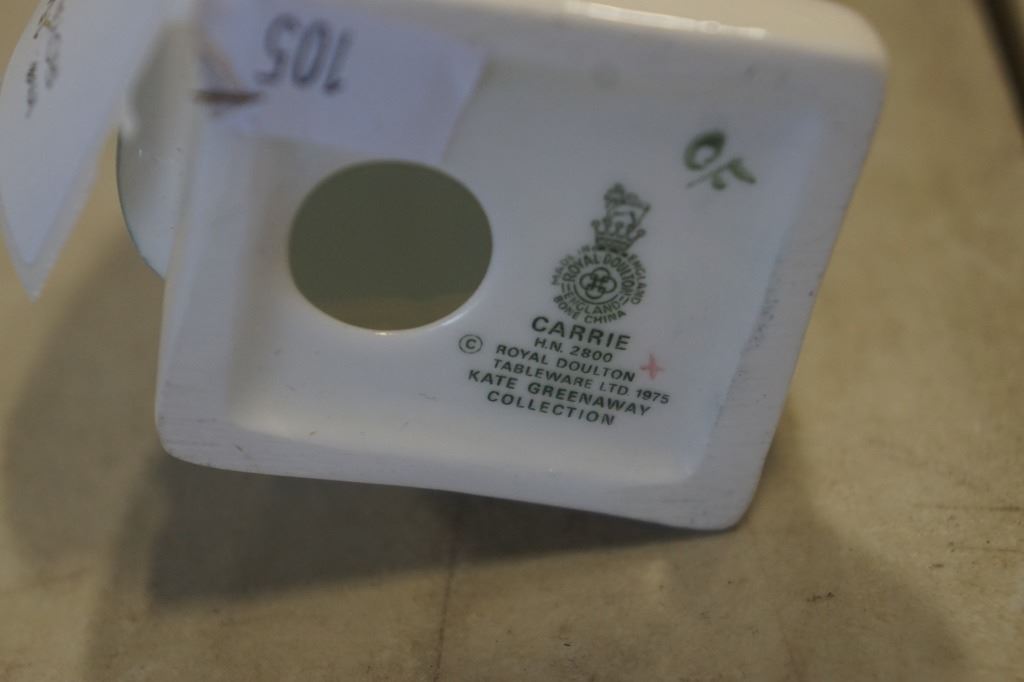 105
MADE IN ENGLAND
ROYAL DOULTON
ENGLAND
BONE CHINA
CARRIE
H.N. 2800
© ROYAL DOULTON
TABLEWARE LTD. 1975
KATE GREENAWAY
COLLECTION